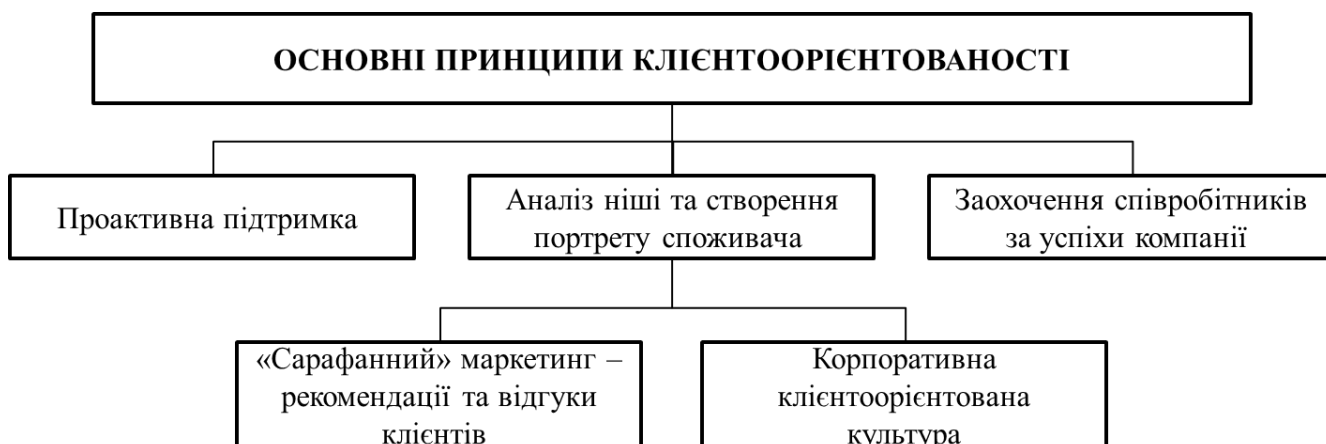 ОСНОВНІ ПРИНЦИПИ КЛІЄНТООРІЄНТОВАНОСТІ
Проактивна підтримка
Аналіз ніші та створення
портрету споживача
Заохочення співробітників
за успіхи компанії
«Сарафанний» маркетинг –
рекомендації та відгуки
клієнтів
Корпоративна
клієнтоорієнтована
культура